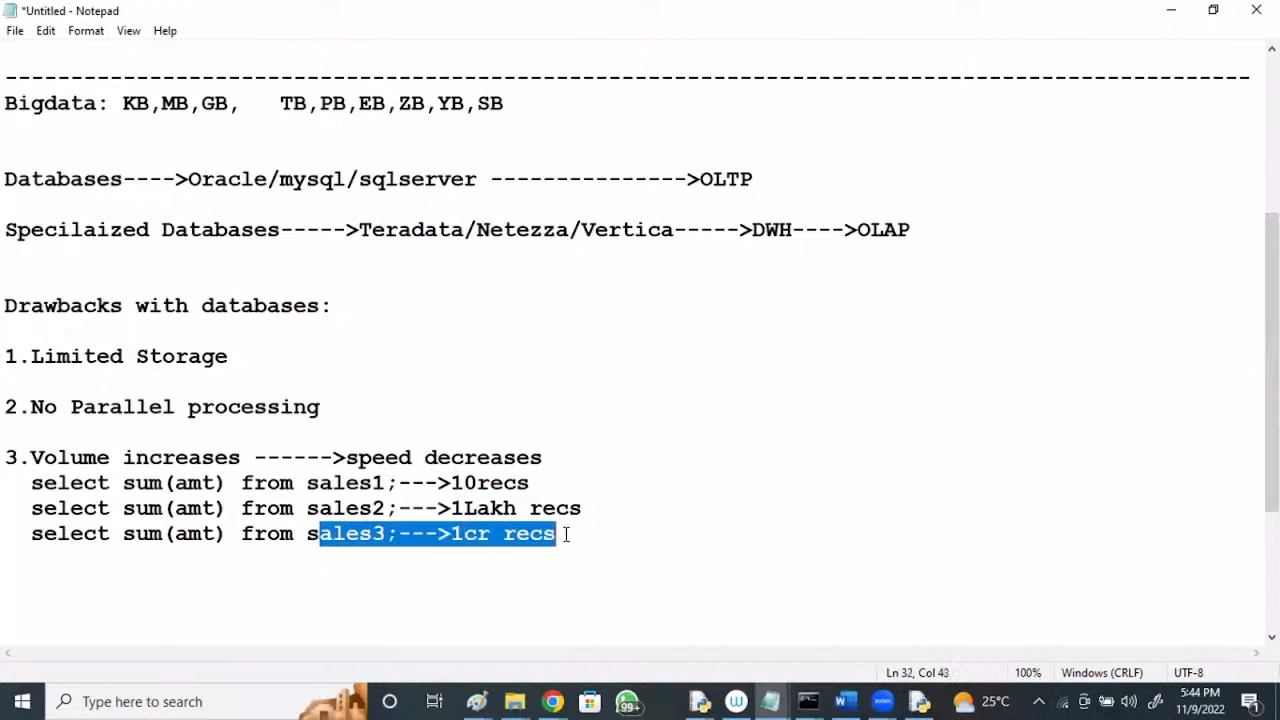 *Untitled - Notepad
File Edit Format View Help
-----------------------------------------------------------------------------------------------
Bigdata: KB,MB,GB,   TB,PB,EB,ZB,YB,SB
Databases---->Oracle/mysql/sqlserver --------------->OLTP
Specilaized Databases----->Teradata/Netezza/Vertica----->DWH---->OLAP
Drawbacks with databases:
1.Limited Storage
2.No Parallel processing
3.Volume increases ------>speed decreases
select sum(amt) from sales1;--->10recs
select sum(amt) from sales2;--->1Lakh recs
select sum(amt) from sales3;--->1cr recs
Ln 32, Col 43 100% Windows (CRLF) UTF-8
Type here to search 99+ 25°C 5:44 PM
11/9/2022 1